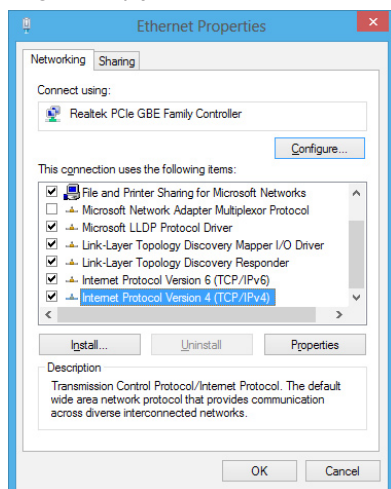 Ethernet Properties
Networking
Sharing
Connect using:
Realtek PCIe GBE Family Controller
Configure...
This connection uses the following items:
File and Printer Sharing for Microsoft Networks
Microsoft Network Adapter Multiplexor Protocol
Microsoft LLDP Protocol Driver
Link-Layer Topology Discovery Mapper I/O Driver
Link-Layer Topology Discovery Responder
Internet Protocol Version 6 (TCP/IPv6)
Internet Protocol Version 4 (TCP/IPv4)
Install...
Uninstall
Properties
Description
Transmission Control Protocol/Internet Protocol. The default
wide area network protocol that provides communication
across diverse interconnected networks.
OK
Cancel